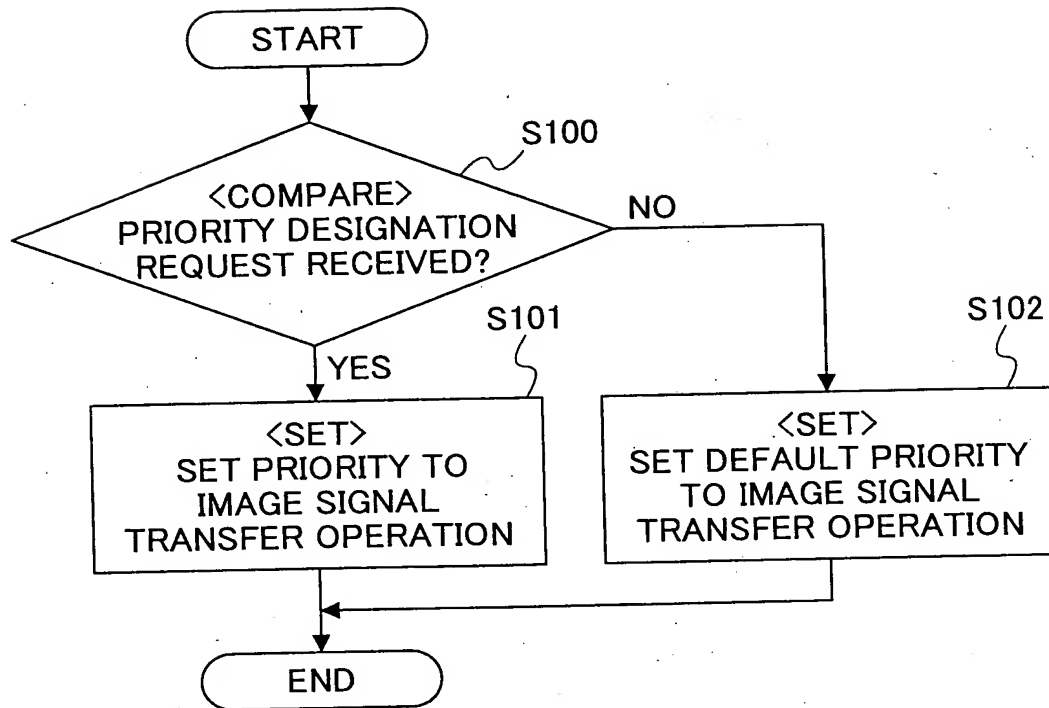 START
S100
<COMPARE>
PRIORITY DESIGNATION
REQUEST RECEIVED?
NO
YES
S101
<SET>
SET PRIORITY TO
IMAGE SIGNAL
TRANSFER OPERATION
S102
<SET>
SET DEFAULT PRIORITY
TO IMAGE SIGNAL
TRANSFER OPERATION
END